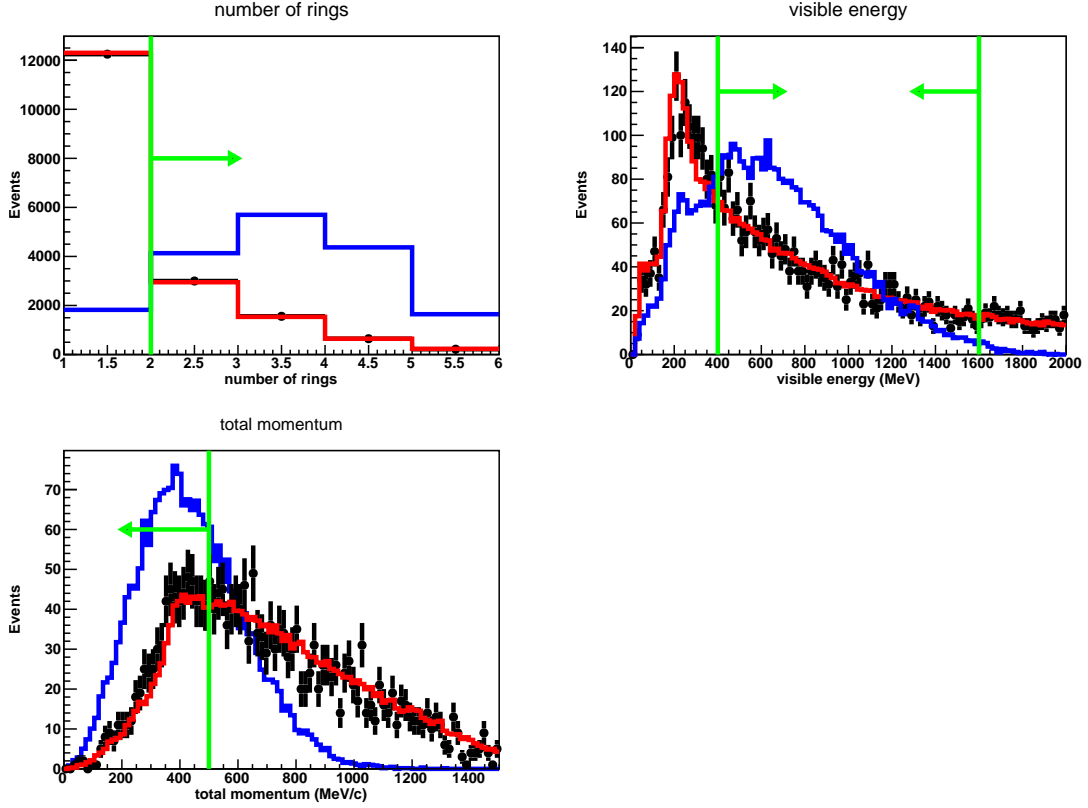 number of rings
Events
12000
10000
8000
6000
4000
2000
0
1 1.5 2 2.5 3 3.5 4 4.5 5 5.5 6
number of rings
visible energy
Events
140
120
100
80
60
40
20
0
0 200 400 600 800 1000 1200 1400 1600 1800 2000
visible energy (MeV)
total momentum
Events
70
60
50
40
30
20
10
0
0 200 400 600 800 1000 1200 1400
total momentum (MeV/c)